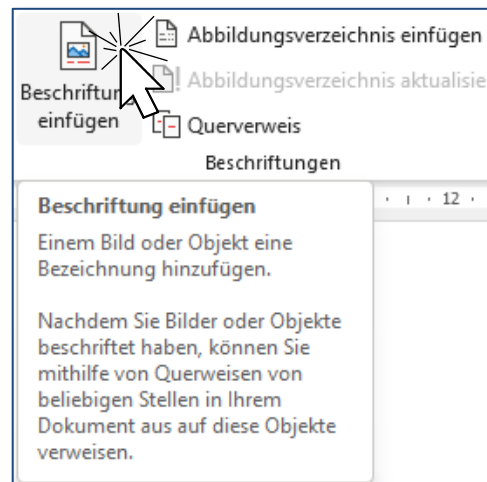 Abbildungsverzeichnis einfügen
Abbildungsverzeichnis
Beschriftung
einfügen
Querverweis
Beschriftungen
12
Beschriftung einfügen
Einem Bild oder Objekt eine
Bezeichnung hinzufügen.
Nachdem Sie Bilder oder Objekte
beschriftet haben, können Sie
mithilfe von Querweisen von
beliebigen Stellen in Ihrem
Dokument aus auf diese Objekte
verweisen.